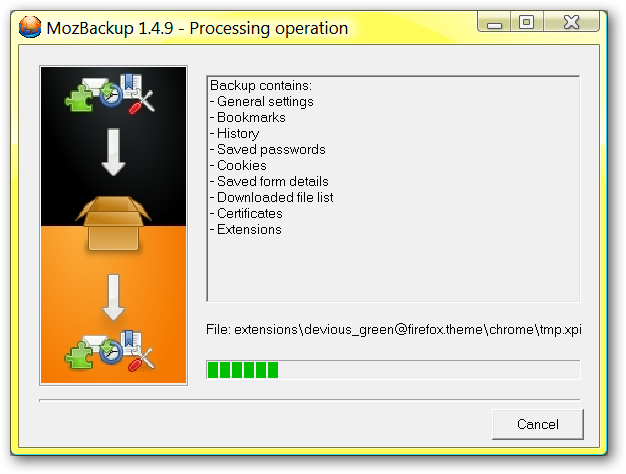 MozBackup 1.4.9 - Processing operation
Backup contains:
- General settings
- Bookmarks
- History
- Saved passwords
- Cookies
- Saved form details
- Downloaded file list
- Certificates
- Extensions
File: extensions\devious_green@firefox.theme\chrome\tmp.xpi
Cancel